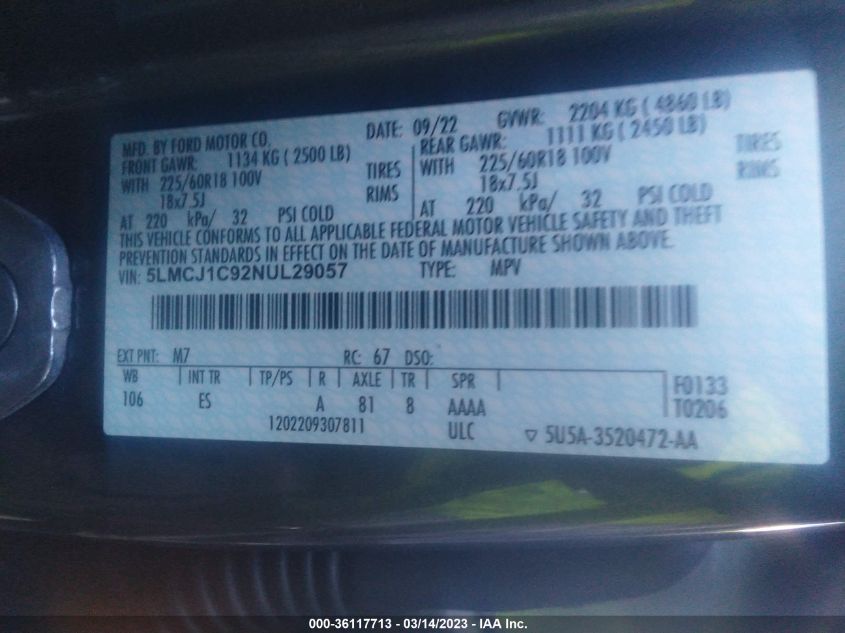 MFD. BY FORD MOTOR CO. DATE: 09/22 GVWR: 2204 KG ( 4860 LB)
FRONT GAWR: 1134 KG ( 2500 LB) REAR GAWR: 1111 KG ( 2450 LB)
WITH 225/60R18 100V TIRES WITH 225/60R18 100V TIRES
18x7.5J RIMS 18x7.5J RIMS
AT 220 kPa/ 32 PSI COLD AT 220 kPa/ 32 PSI COLD
THIS VEHICLE CONFORMS TO ALL APPLICABLE FEDERAL MOTOR VEHICLE SAFETY AND THEFT
PREVENTION STANDARDS IN EFFECT ON THE DATE OF MANUFACTURE SHOWN ABOVE.
VIN: 5LMCJ1C92NUL29057 TYPE: MPV
EXT PNT: M7 RC: 67 DSO:
WB INT TR TP/PS R AXLE TR SPR F0133
106 ES A 81 8 AAAA T0206
1202209307811 ULC ▽ 5U5A-3520472-AA
000-36117713 - 03/14/2023 - IAA Inc.